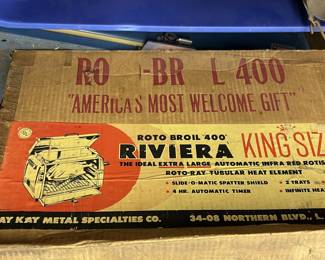 RO -BR L 400
"AMERICA'S MOST WELCOME GIFT"
ROTO BROIL '400'
RIVIERA KING SIZ
THE IDEAL EXTRA LARGE AUTOMATIC INFRA RED ROTIS
ROTO-RAY TUBULAR HEAT ELEMENT
• SLIDE-O-MATIC SPATTER SHIELD • 2 TRAYS
• 4 HR. AUTOMATIC TIMER • INFINITE HEA
AY KAY METAL SPECIALTIES CO. 34-08 NORTHERN BLVD., L.